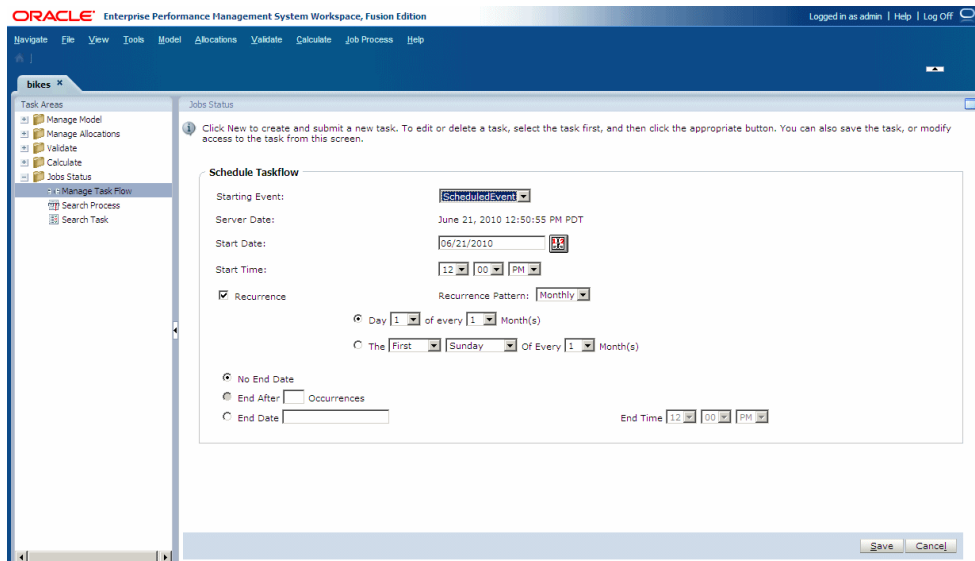 ORACLE Enterprise Performance Management System Workspace, Fusion Edition
Logged in as admin | Help | Log Off
Navigate File View Tools Model Allocations Validate Calculate Job Process Help
bikes ×
Task Areas
Manage Model
Manage Allocations
Validate
Calculate
Jobs Status
Manage Task Flow
Search Process
Search Task
Jobs Status
Click New to create and submit a new task. To edit or delete a task, select the task first, and then click the appropriate button. You can also save the task, or modify
access to the task from this screen.
Schedule Taskflow
Starting Event: ScheduledEvent
Server Date: June 21, 2010 12:50:55 PM PDT
Start Date: 06/21/2010
Start Time: 12 00 PM
Recurrence Recurrence Pattern: Monthly
Day 1 of every 1 Month(s)
The First Sunday Of Every 1 Month(s)
No End Date
End After Occurrences
End Date End Time 12 00 PM
Save Cancel